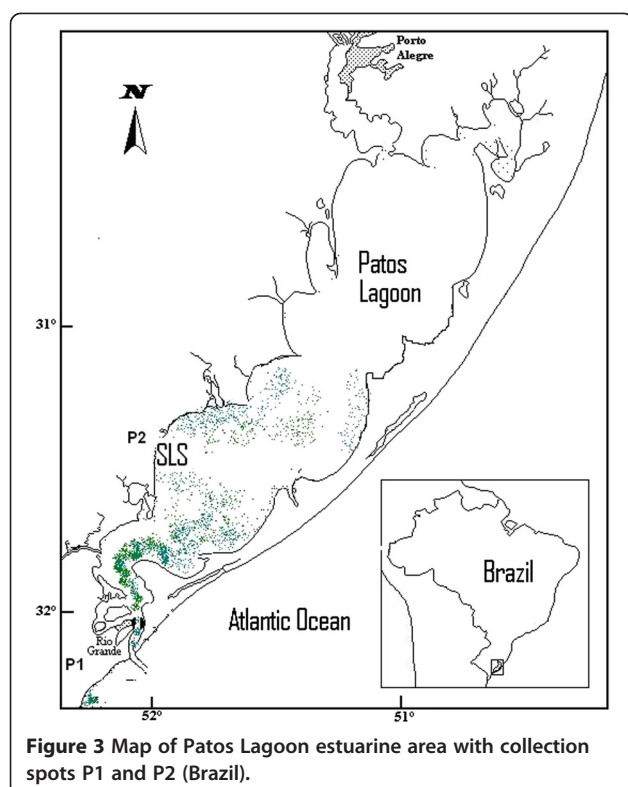 Porto
Alegre
N
Patos
Lagoon
31°
P2
SLS
Brazil
32°
Atlantic Ocean
Rio
Grande
P1
52°
51°
Figure 3 Map of Patos Lagoon estuarine area with collection
spots P1 and P2 (Brazil).